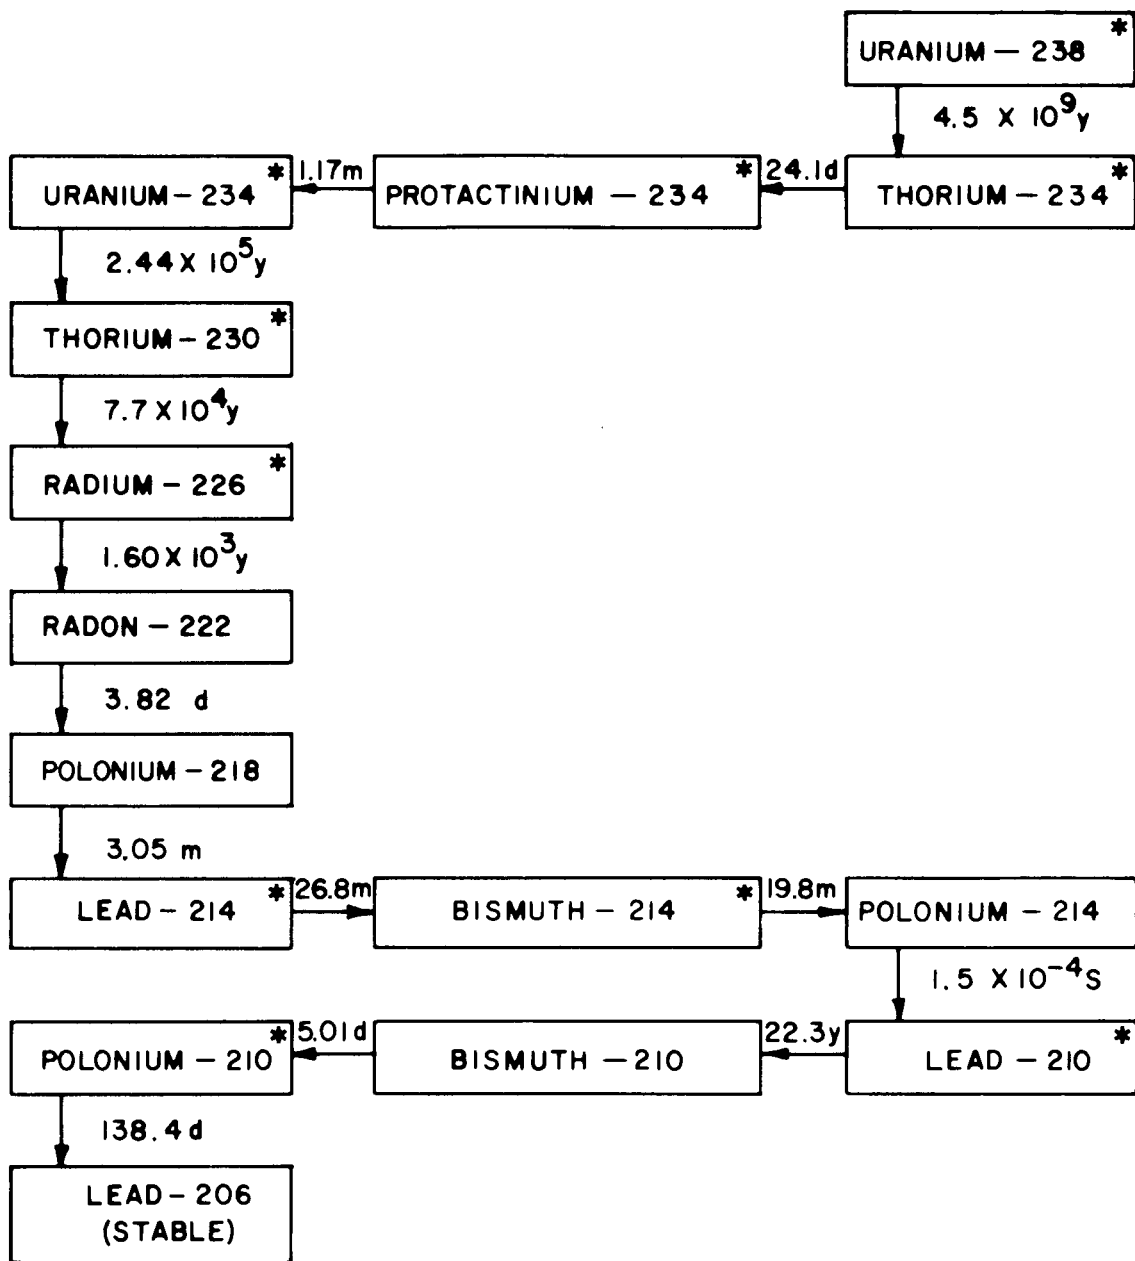 URANIUM — 238 *
4.5 X 10⁹y
THORIUM — 234 *
24.1d
PROTACTINIUM — 234 *
1.17m
URANIUM — 234 *
2.44 X 10⁵y
THORIUM — 230 *
7.7 X 10⁴y
RADIUM — 226 *
1.60 X 10³y
RADON — 222
3.82 d
POLONIUM — 218
3.05 m
LEAD — 214 *
26.8m
BISMUTH — 214 *
19.8m
POLONIUM — 214
1.5 X 10⁻⁴S
LEAD — 210 *
22.3y
BISMUTH — 210
5.01d
POLONIUM — 210 *
138.4d
LEAD — 206
(STABLE)